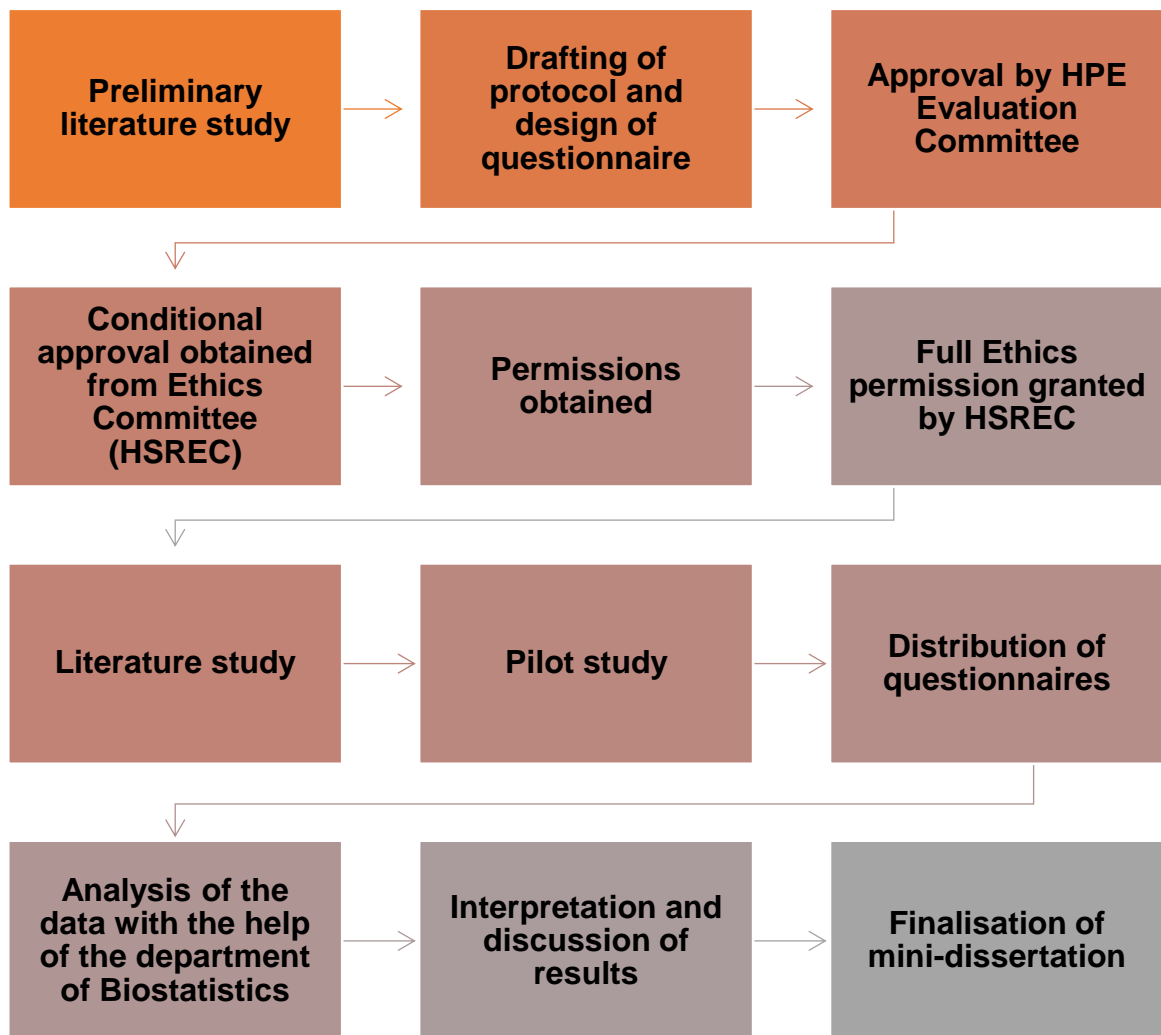 Preliminary
literature study
Drafting of
protocol and
design of
questionnaire
Approval by HPE
Evaluation
Committee
Conditional
approval obtained
from Ethics
Committee
(HSREC)
Permissions
obtained
Full Ethics
permission granted
by HSREC
Literature study
Pilot study
Distribution of
questionnaires
Analysis of the
data with the help
of the department
of Biostatistics
Interpretation and
discussion of
results
Finalisation of
mini-dissertation